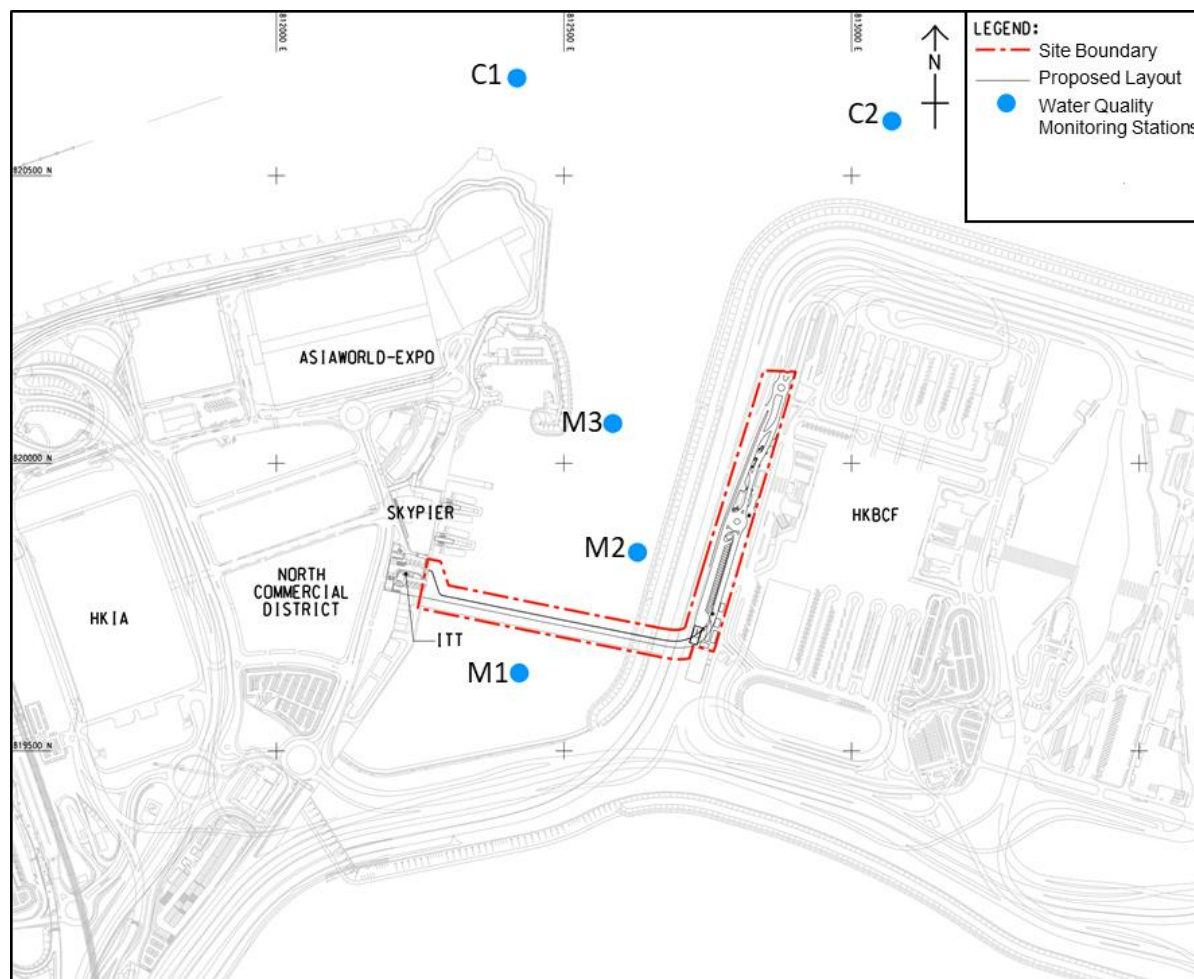 812000 E
812500 E
813000 E
N
LEGEND:
Site Boundary
Proposed Layout
Water Quality
Monitoring Stations
C1
C2
820500 N
ASIAWORLD-EXPO
M3
820000 N
SKYPIER
HKBCF
M2
NORTH
COMMERCIAL
DISTRICT
HKIA
ITT
M1
819500 N